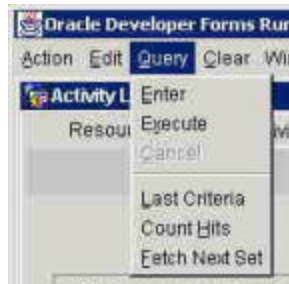 Oracle Developer Forms Run
Action Edit Query Clear Wi
Activity L
Enter
Resou
Execute
Cancel
Last Criteria
Count Hits
Fetch Next Set